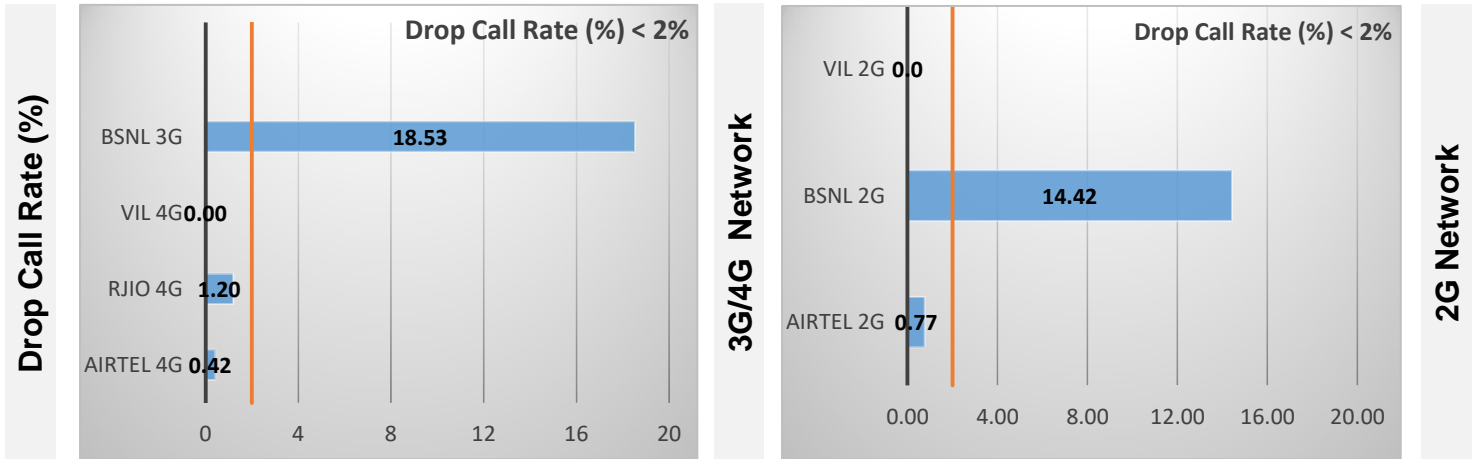 Drop Call Rate (%)
Drop Call Rate (%) < 2%
BSNL 3G 18.53
VIL 4G 0.00
RJIO 4G 1.20
AIRTEL 4G 0.42
0 4 8 12 16 20
3G/4G Network
Drop Call Rate (%) < 2%
VIL 2G 0.0
BSNL 2G 14.42
AIRTEL 2G 0.77
0.00 4.00 8.00 12.00 16.00 20.00
2G Network